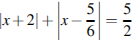 |x + 2| + |x − 5/6| = 5/2